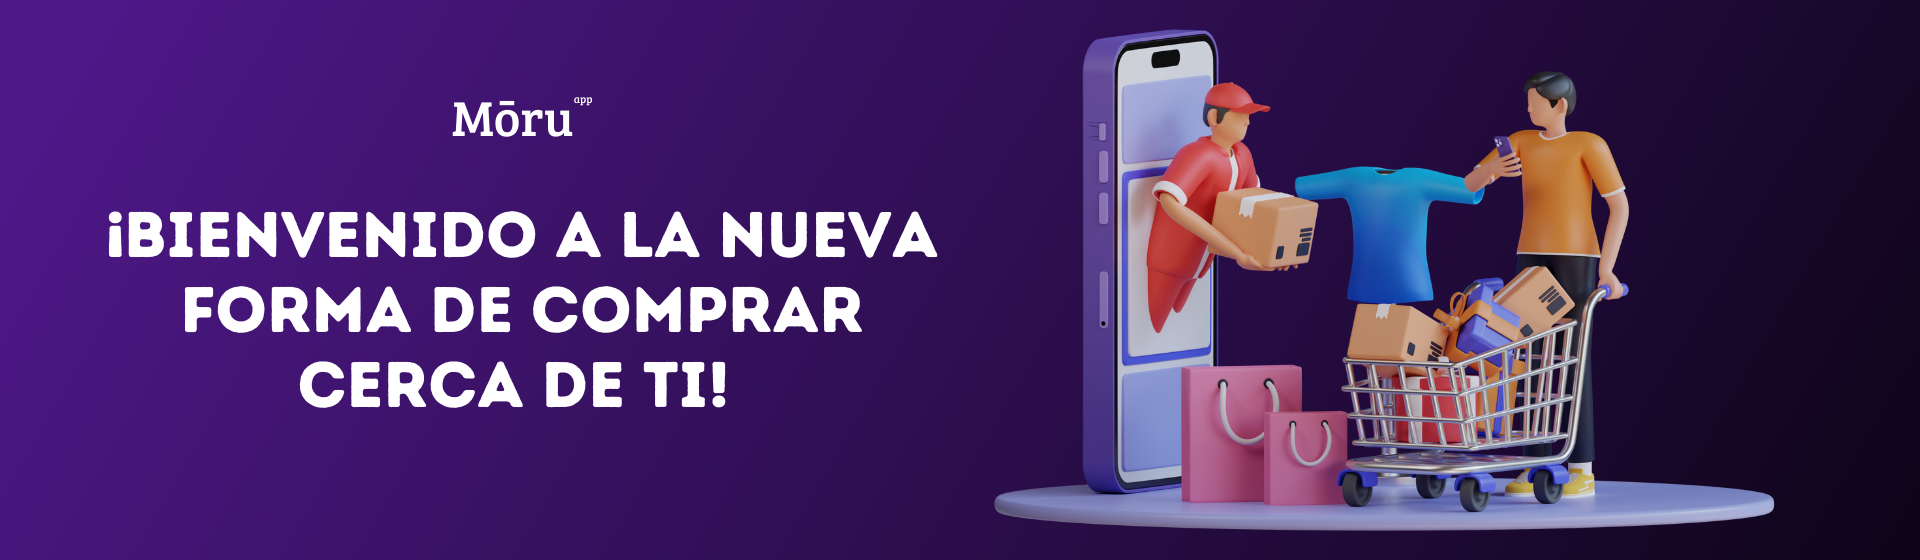 Mōru app
¡BIENVENIDO A LA NUEVA
FORMA DE COMPRAR
CERCA DE TI!